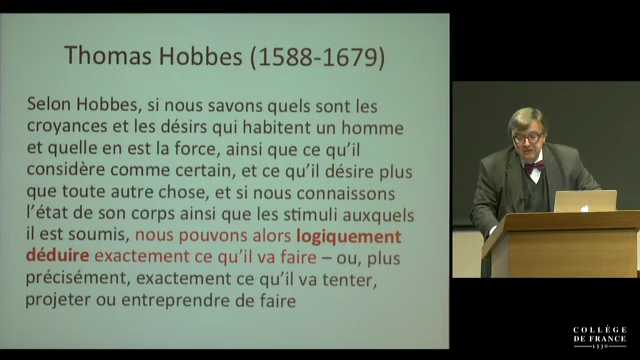 Thomas Hobbes (1588-1679)
Selon Hobbes, si nous savons quels sont les
croyances et les désirs qui habitent un homme
et quelle en est la force, ainsi que ce qu'il
considère comme certain, et ce qu'il désire plus
que toute autre chose, et si nous connaissons
l'état de son corps ainsi que les stimuli auxquels
il est soumis, nous pouvons alors logiquement
déduire exactement ce qu'il va faire – ou, plus
précisément, exactement ce qu'il va tenter,
projeter ou entreprendre de faire
COLLÈGE
DE FRANCE
1530